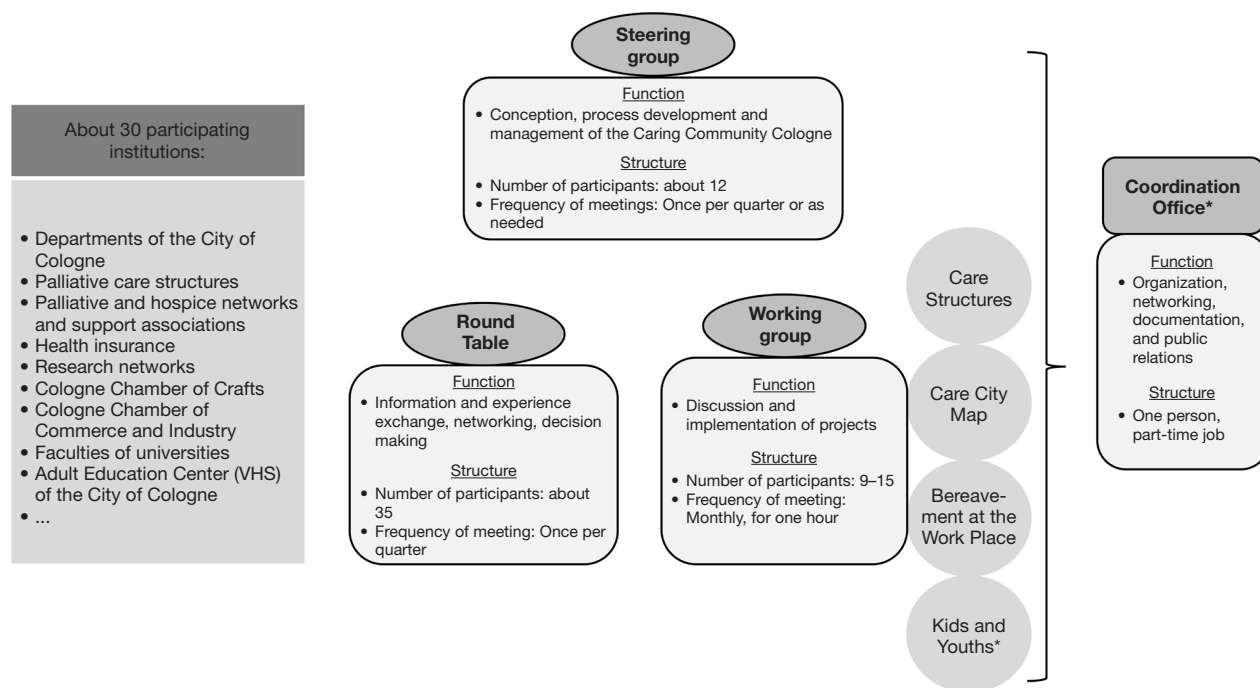 About 30 participating
institutions:
• Departments of the City of
Cologne
• Palliative care structures
• Palliative and hospice networks
and support associations
• Health insurance
• Research networks
• Cologne Chamber of Crafts
• Cologne Chamber of
Commerce and Industry
• Faculties of universities
• Adult Education Center (VHS)
of the City of Cologne
• ...
Steering
group
Function
• Conception, process development and
management of the Caring Community Cologne
Structure
• Number of participants: about 12
• Frequency of meetings: Once per quarter or as
needed
Round
Table
Function
• Information and experience
exchange, networking, decision
making
Structure
• Number of participants: about
35
• Frequency of meeting: Once per
quarter
Working
group
Function
• Discussion and
implementation of projects
Structure
• Number of participants: 9–15
• Frequency of meeting:
Monthly, for one hour
Care
Structures
Care City
Map
Bereave-
ment at the
Work Place
Kids and
Youths*
Coordination
Office*
Function
• Organization,
networking,
documentation,
and public
relations
Structure
• One person,
part-time job